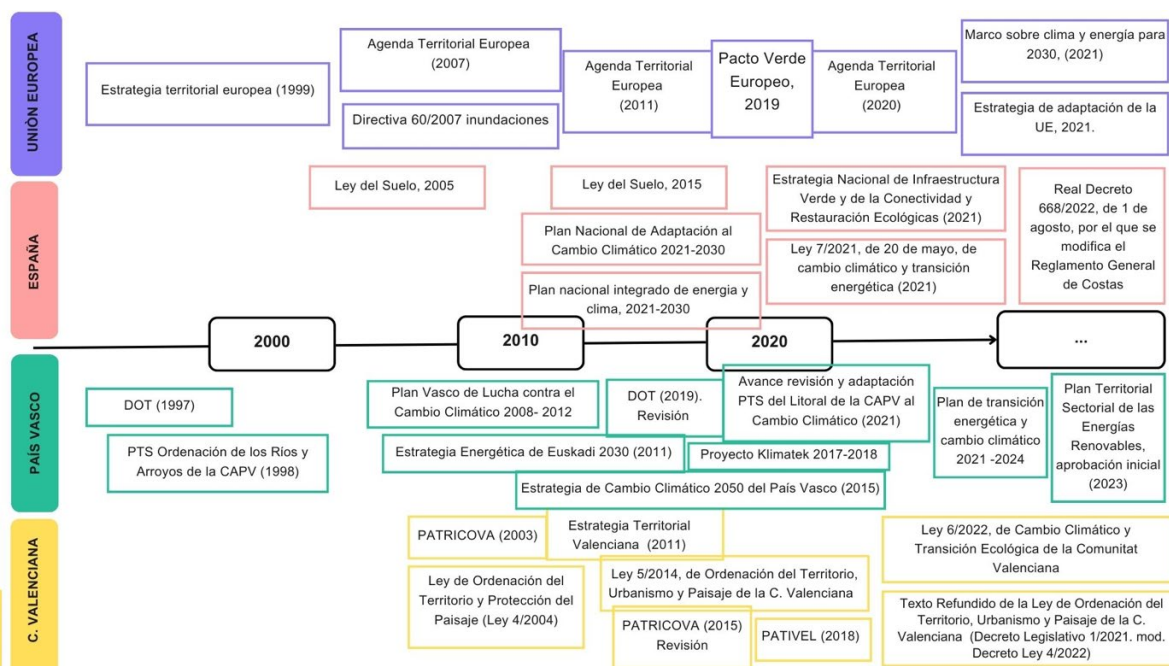 UNIÓN EUROPEA
Estrategia territorial europea (1999)
Agenda Territorial Europea
(2007)
Directiva 60/2007 inundaciones
Agenda Territorial
Europea
(2011)
Pacto Verde
Europeo,
2019
Agenda Territorial
Europea
(2020)
Marco sobre clima y energía para
2030, (2021)
Estrategia de adaptación de la
UE, 2021.
ESPAÑA
Ley del Suelo, 2005
Ley del Suelo, 2015
Plan Nacional de Adaptación al
Cambio Climático 2021-2030
Plan nacional integrado de energia y
clima, 2021-2030
Estrategia Nacional de Infraestructura
Verde y de la Conectividad y
Restauración Ecológicas (2021)
Ley 7/2021, de 20 de mayo, de
cambio climático y transición
energética (2021)
Real Decreto
668/2022, de 1 de
agosto, por el que se
modifica el
Reglamento General
de Costas
2000
2010
2020
...
PAÍS VASCO
DOT (1997)
PTS Ordenación de los Ríos y
Arroyos de la CAPV (1998)
Plan Vasco de Lucha contra el
Cambio Climático 2008- 2012
Estrategia Energética de Euskadi 2030 (2011)
DOT (2019).
Revisión
Avance revisión y adaptación
PTS del Litoral de la CAPV al
Cambio Climático (2021)
Proyecto Klimatek 2017-2018
Estrategia de Cambio Climático 2050 del País Vasco (2015)
Plan de transición
energética y
cambio climático
2021 -2024
Plan Territorial
Sectorial de las
Energías
Renovables,
aprobación inicial
(2023)
C. VALENCIANA
PATRICOVA (2003)
Estrategia Territorial
Valenciana (2011)
Ley de Ordenación del
Territorio y Protección del
Paisaje (Ley 4/2004)
Ley 5/2014, de Ordenación del Territorio,
Urbanismo y Paisaje de la C. Valenciana
PATRICOVA (2015)
Revisión
PATIVEL (2018)
Ley 6/2022, de Cambio Climático y
Transición Ecológica de la Comunitat
Valenciana
Texto Refundido de la Ley de Ordenación del
Territorio, Urbanismo y Paisaje de la C.
Valenciana (Decreto Legislativo 1/2021. mod.
Decreto Ley 4/2022)